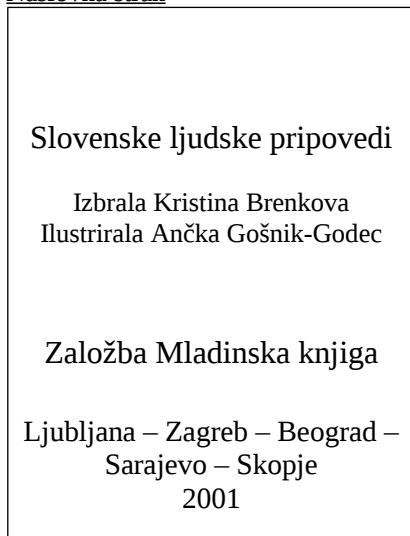 Slovenske ljudske pripovedi
Izbrala Kristina Brenkova
Ilustrirala Ančka Gošnik-Godec
Založba Mladinska knjiga
Ljubljana – Zagreb – Beograd –
Sarajevo – Skopje
2001